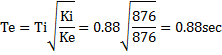 Te = Ti√(Ki/Ke) = 0.88√(876/876) = 0.88sec